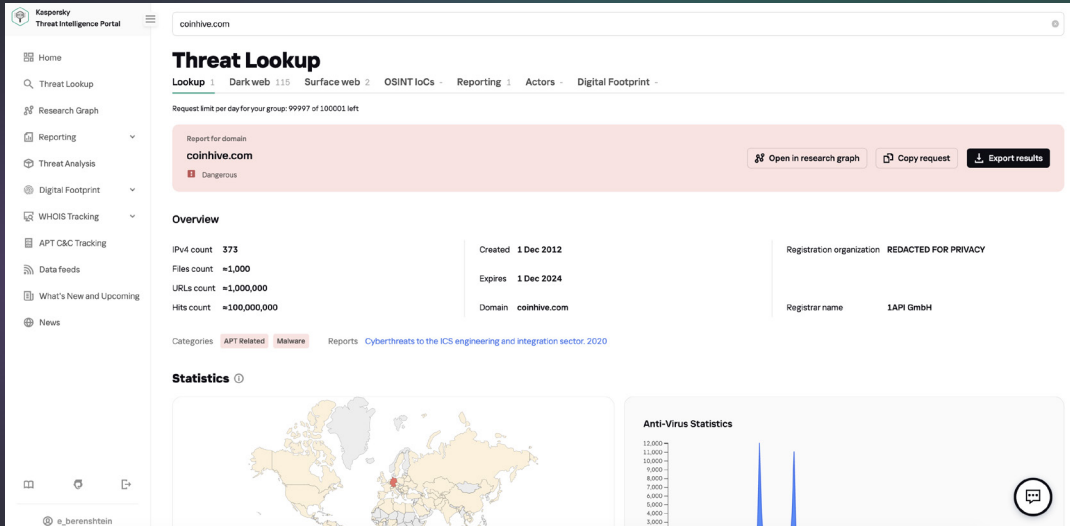 Kaspersky
Threat Intelligence Portal
coinhive.com
Home
Threat Lookup
Research Graph
Reporting
Threat Analysis
Digital Footprint
WHOIS Tracking
APT C&C Tracking
Data feeds
What's New and Upcoming
News
e_berenshtein
Threat Lookup
Lookup 1 Dark web 115 Surface web 2 OSINT IoCs - Reporting 1 Actors - Digital Footprint -
Request limit per day for your group: 99997 of 100001 left
Report for domain
coinhive.com
Dangerous
Open in research graph Copy request Export results
Overview
IPv4 count 373
Files count ≈1,000
URLs count ≈1,000,000
Hits count ≈100,000,000
Created 1 Dec 2012
Expires 1 Dec 2024
Domain coinhive.com
Registration organization REDACTED FOR PRIVACY
Registrar name 1API GmbH
Categories APT Related Malware Reports Cyberthreats to the ICS engineering and integration sector. 2020
Statistics
Anti-Virus Statistics
12,000
11,000
10,000
9,000
8,000
7,000
6,000
5,000
4,000
3,000